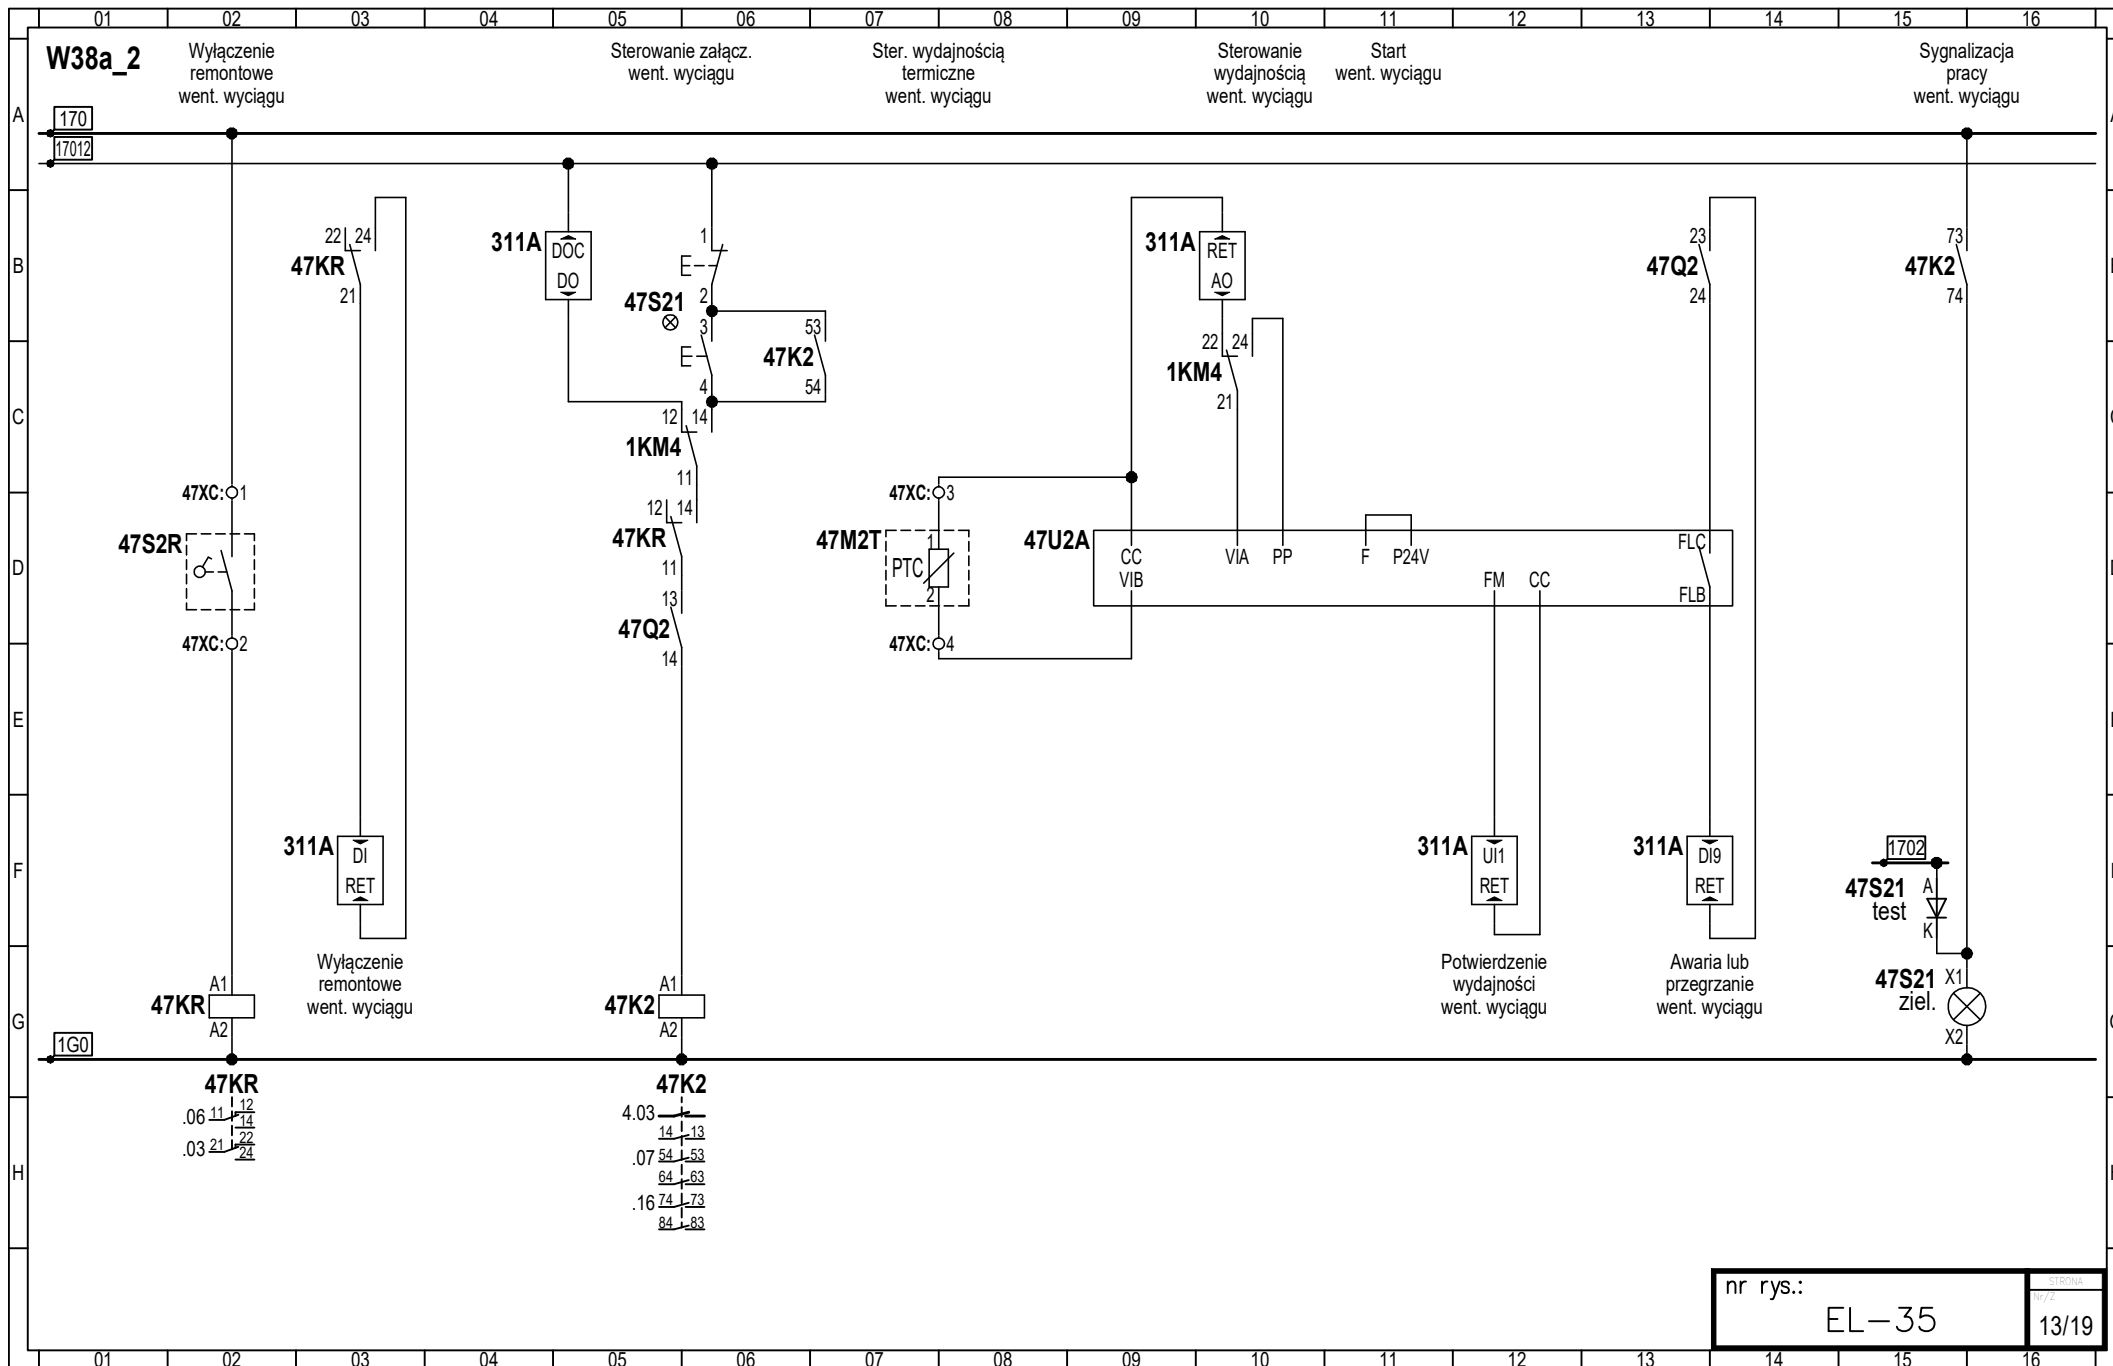 01 02 03 04 05 06 07 08 09 10 11 12 13 14 15 16
W38a_2
Wyłączenie
remontowe
went. wyciągu
Sterowanie załącz.
went. wyciągu
Ster. wydajnością
termiczne
went. wyciągu
Sterowanie
wydajnością
went. wyciągu
Start
went. wyciągu
Sygnalizacja
pracy
went. wyciągu
A
170
17012
B
22 24
47KR
21
311A
DOC
DO
1
2
47S21
3
4
53
47K2
54
311A
RET
AO
22 24
1KM4
21
23
47Q2
24
73
47K2
74
C
12 14
1KM4
11
47XC: 1
47S2R
47XC: 2
12 14
47KR
11
13
47Q2
14
47XC: 3
47M2T
1
PTC
2
47XC: 4
D
47U2A
CC
VIB
VIA PP F P24V
FM CC
FLC
FLB
E
F
311A
DI
RET
Wyłączenie
remontowe
went. wyciągu
311A
UI1
RET
Potwierdzenie
wydajności
went. wyciągu
311A
DI9
RET
Awaria lub
przegrzanie
went. wyciągu
1702
47S21
test
A
K
47S21
ziel.
X1
X2
G
A1
47KR
A2
A1
47K2
A2
1G0
47KR
.06 11 12
14
.03 21 22
24
47K2
4.03
14 13
.07 54 53
64 63
.16 74 73
84 83
H
nr rys.:
EL-35
STRONA
Nr/Z
13/19
01 02 03 04 05 06 07 08 09 10 11 12 13 14 15 16